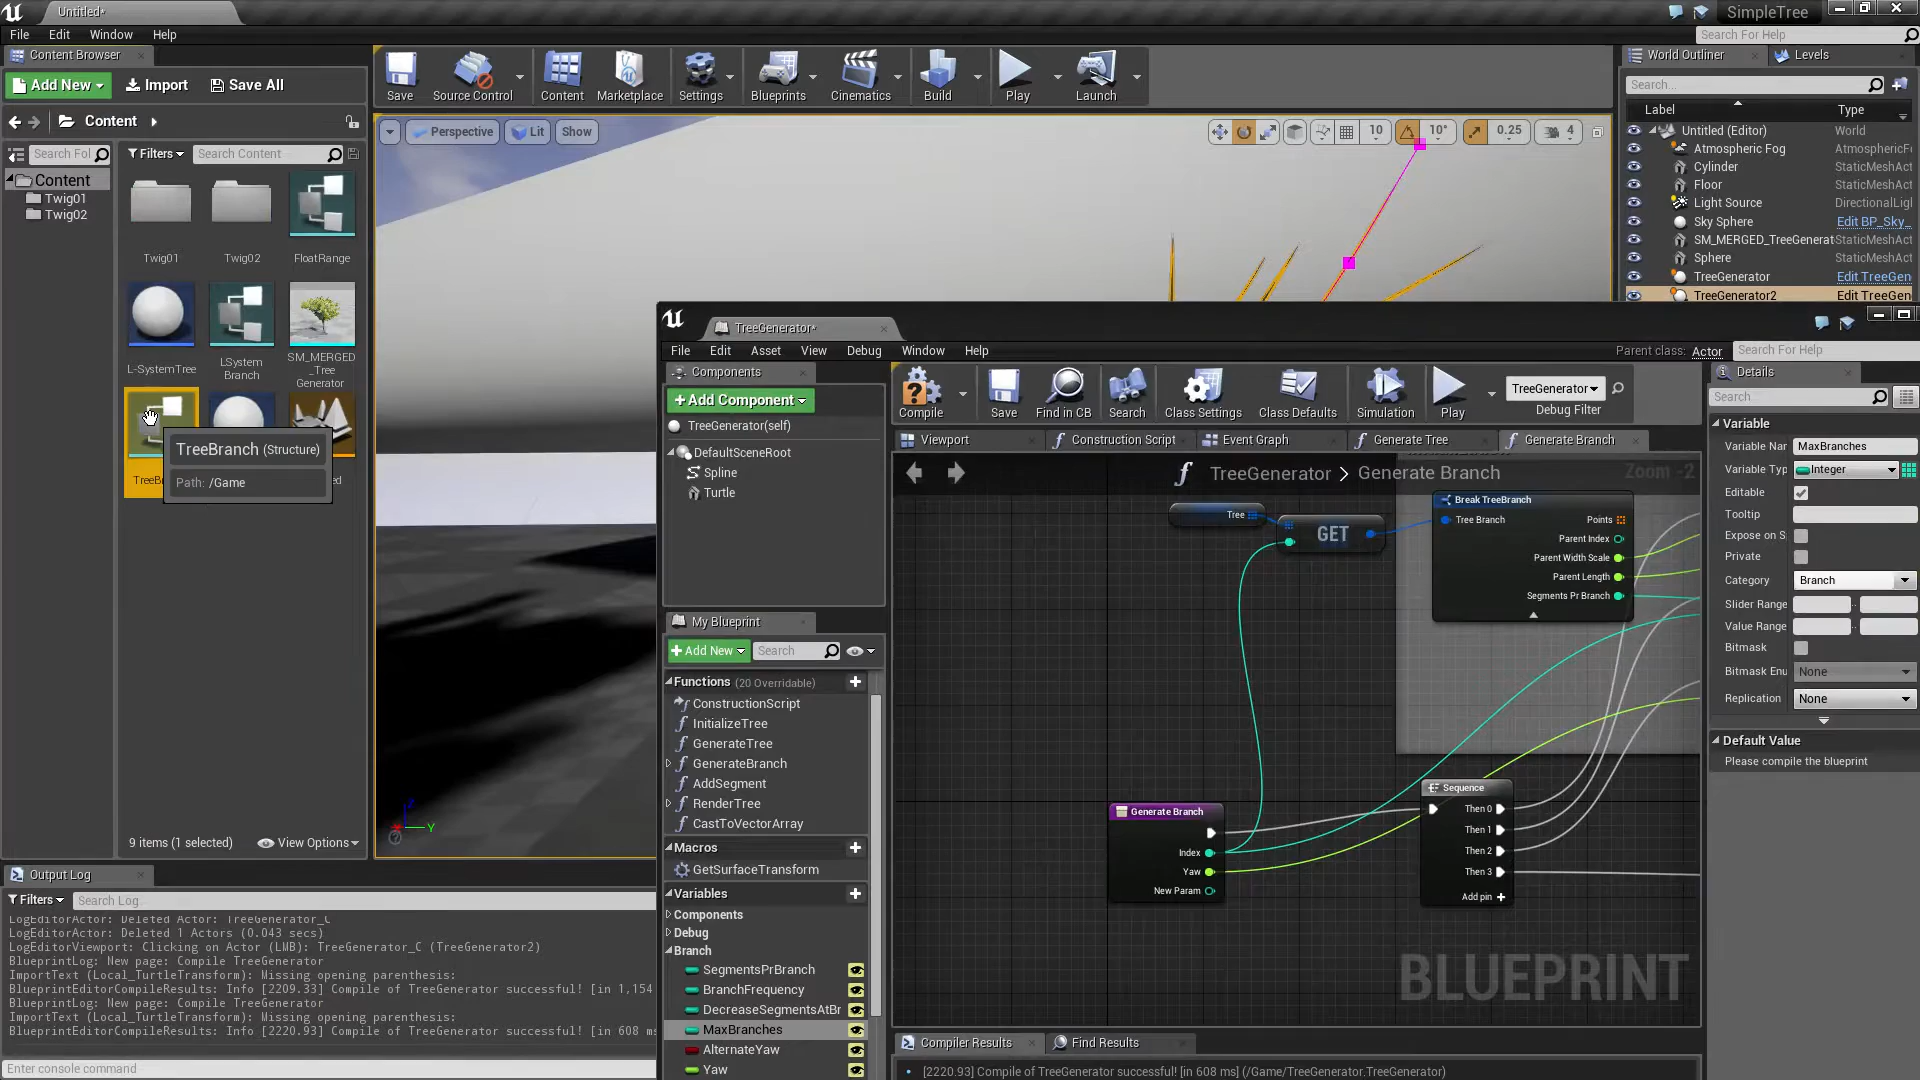 Untitled*
SimpleTree
File Edit Window Help
Search For Help
Content Browser
Add New Import Save All
Content
Search Fol
Filters Search Content
Content
Twig01
Twig02
Twig01 Twig02 FloatRange
L-SystemTree LSystem Branch SM_MERGED_Tree Generator
TreeBranch (Structure)
Path: /Game
9 items (1 selected) View Options
Save Source Control Content Marketplace Settings Blueprints Cinematics Build Play Launch
Perspective Lit Show
10 10° 0.25 4
Y
World Outliner Levels
Search...
Label Type
Untitled (Editor) World
Atmospheric Fog AtmosphericF
Cylinder StaticMeshAct
Floor StaticMeshAct
Light Source DirectionalLigh
Sky Sphere Edit BP_Sky_
SM_MERGED_TreeGenerat StaticMeshAct
Sphere StaticMeshAct
TreeGenerator Edit TreeGen
TreeGenerator2 Edit TreeGen
TreeGenerator*
File Edit Asset View Debug Window Help
Parent class: Actor Search For Help
Components
Add Component
TreeGenerator(self)
DefaultSceneRoot
Spline
Turtle
My Blueprint
Add New Search
Functions (20 Overridable)
ConstructionScript
InitializeTree
GenerateTree
GenerateBranch
AddSegment
RenderTree
CastToVectorArray
Macros
GetSurfaceTransform
Variables
Components
Debug
Branch
SegmentsPrBranch
BranchFrequency
DecreaseSegmentsAtBr
MaxBranches
AlternateYaw
Yaw
Compile Save Find in CB Search Class Settings Class Defaults Simulation Play
TreeGenerator
Debug Filter
Viewport Construction Script Event Graph Generate Tree Generate Branch
TreeGenerator > Generate Branch
Zoom -2
Tree
GET
Break TreeBranch
Tree Branch Points
Parent Index
Parent Width Scale
Parent Length
Segments Pr Branch
Generate Branch
Index
Yaw
New Param
Sequence
Then 0
Then 1
Then 2
Then 3
Add pin
BLUEPRINT
Compiler Results Find Results
[2220.93] Compile of TreeGenerator successful! [in 608 ms] (/Game/TreeGenerator.TreeGenerator)
Details
Search...
Variable
Variable Nar MaxBranches
Variable Typ Integer
Editable
Tooltip
Expose on S
Private
Category Branch
Slider Range
Value Range
Bitmask
Bitmask Enu None
Replication None
Default Value
Please compile the blueprint
Output Log
Filters Search Log
LogEditorActor: Deleted Actor: TreeGenerator_C
LogEditorActor: Deleted 1 Actors (0.043 secs)
LogEditorViewport: Clicking on Actor (LMB): TreeGenerator_C (TreeGenerator2)
BlueprintLog: New page: Compile TreeGenerator
ImportText (Local_TurtleTransform): Missing opening parenthesis:
BlueprintEditorCompileResults: Info [2209.33] Compile of TreeGenerator successful! [in 1,154
BlueprintLog: New page: Compile TreeGenerator
ImportText (Local_TurtleTransform): Missing opening parenthesis:
BlueprintEditorCompileResults: Info [2220.93] Compile of TreeGenerator successful! [in 608 ms
Enter console command